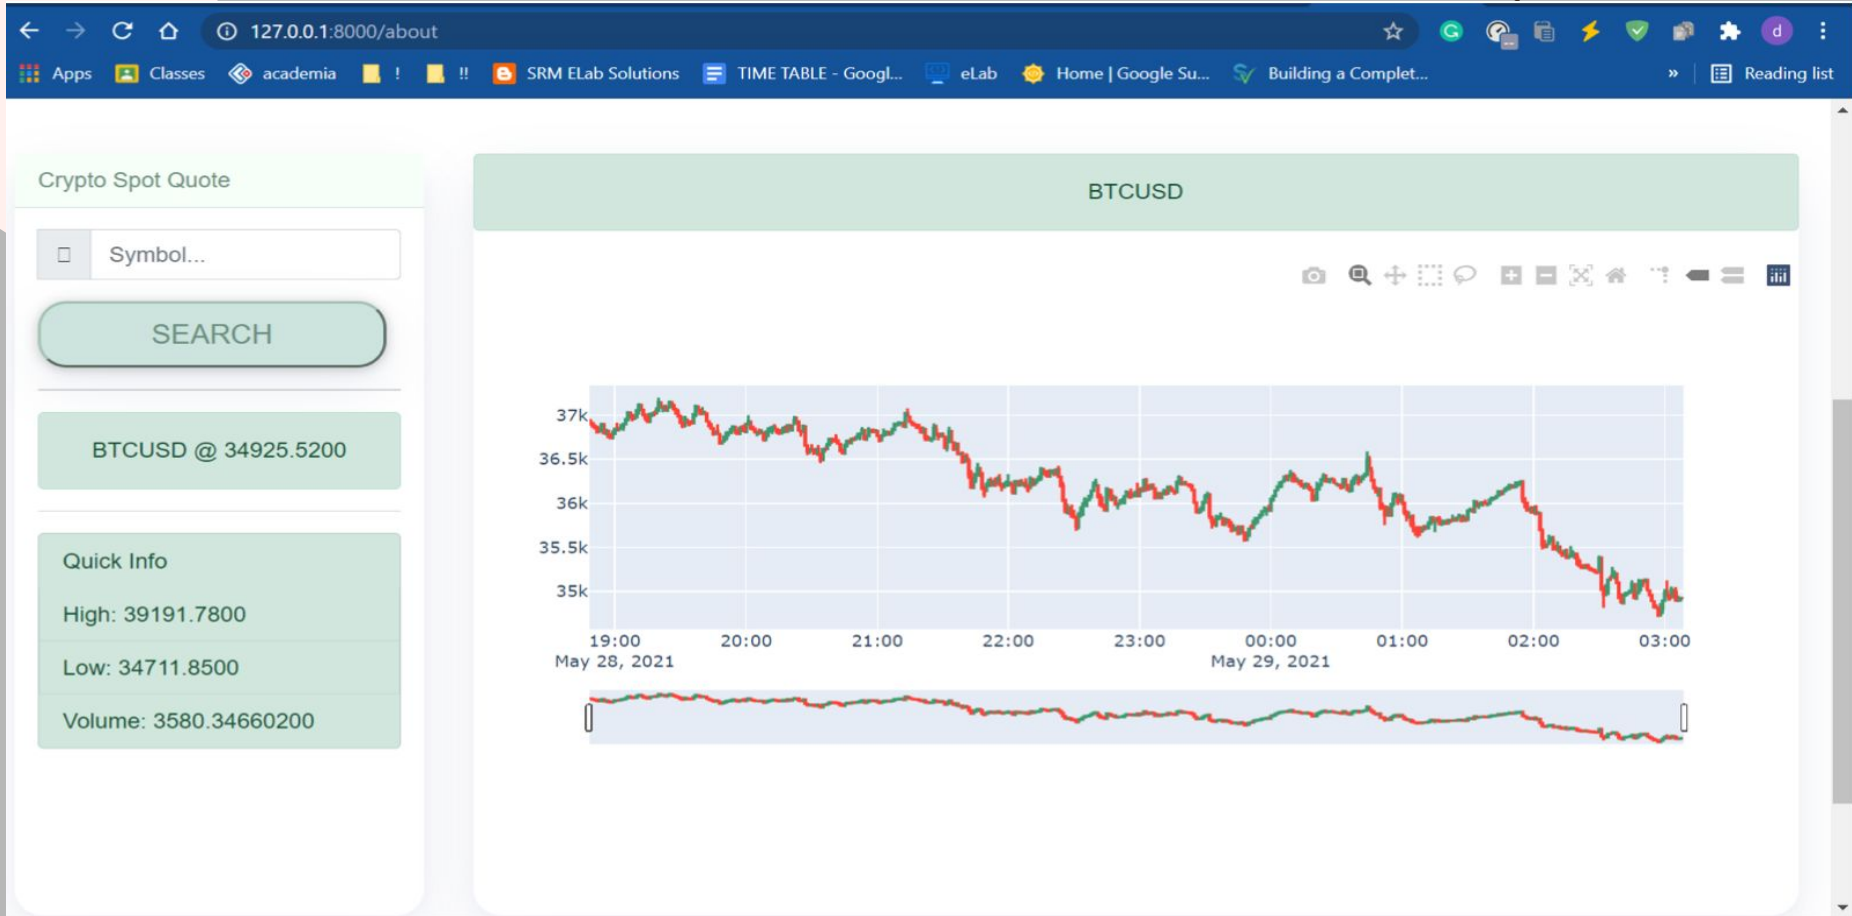 127.0.0.1:8000/about
d
Apps Classes academia ! !! SRM ELab Solutions TIME TABLE - Googl... eLab Home | Google Su... Building a Complet... » Reading list
Crypto Spot Quote
Symbol...
SEARCH
BTCUSD @ 34925.5200
Quick Info
High: 39191.7800
Low: 34711.8500
Volume: 3580.34660200
BTCUSD
37k
36.5k
36k
35.5k
35k
19:00 20:00 21:00 22:00 23:00 00:00 01:00 02:00 03:00
May 28, 2021 May 29, 2021